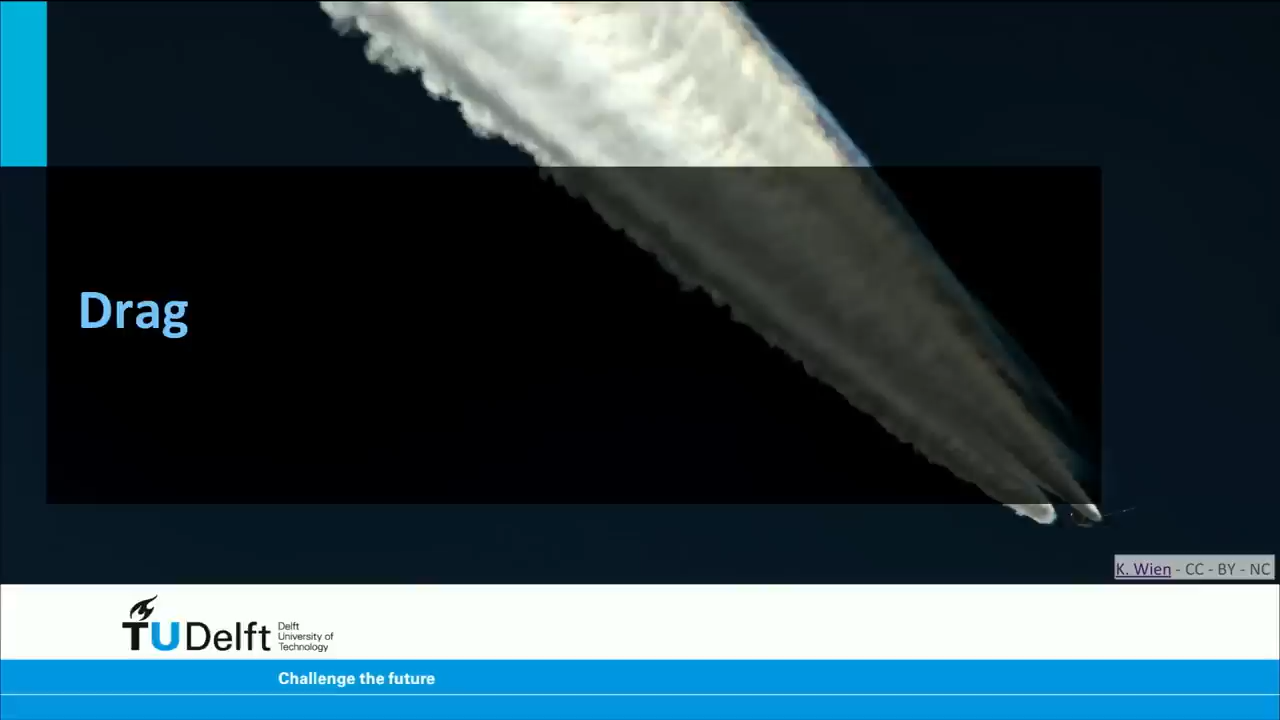 Drag
K. Wien - CC - BY - NC
TU Delft
Delft
University of
Technology
Challenge the future